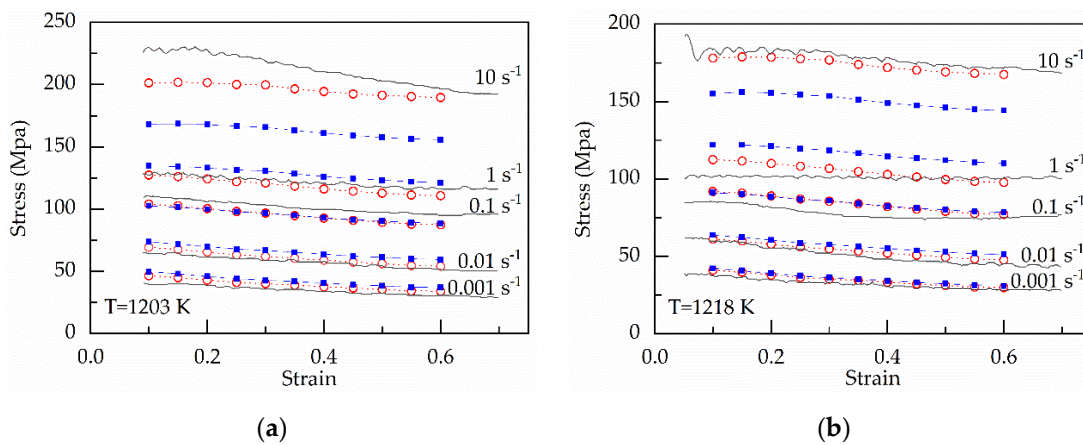 250
200
150
100
50
0
Stress (Mpa)
10 s-1
1 s-1
0.1 s-1
0.01 s-1
0.001 s-1
T=1203 K
0.0 0.2 0.4 0.6
Strain
(a)
200
150
100
50
0
Stress (Mpa)
10 s-1
1 s-1
0.1 s-1
0.01 s-1
0.001 s-1
T=1218 K
0.0 0.2 0.4 0.6
Strain
(b)